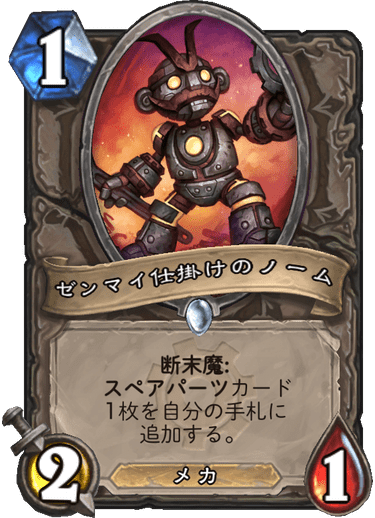 1
ゼンマイ仕掛けのノーム
断末魔:
スペアパーツカード
1枚を自分の手札に
追加する。
メカ
2
1